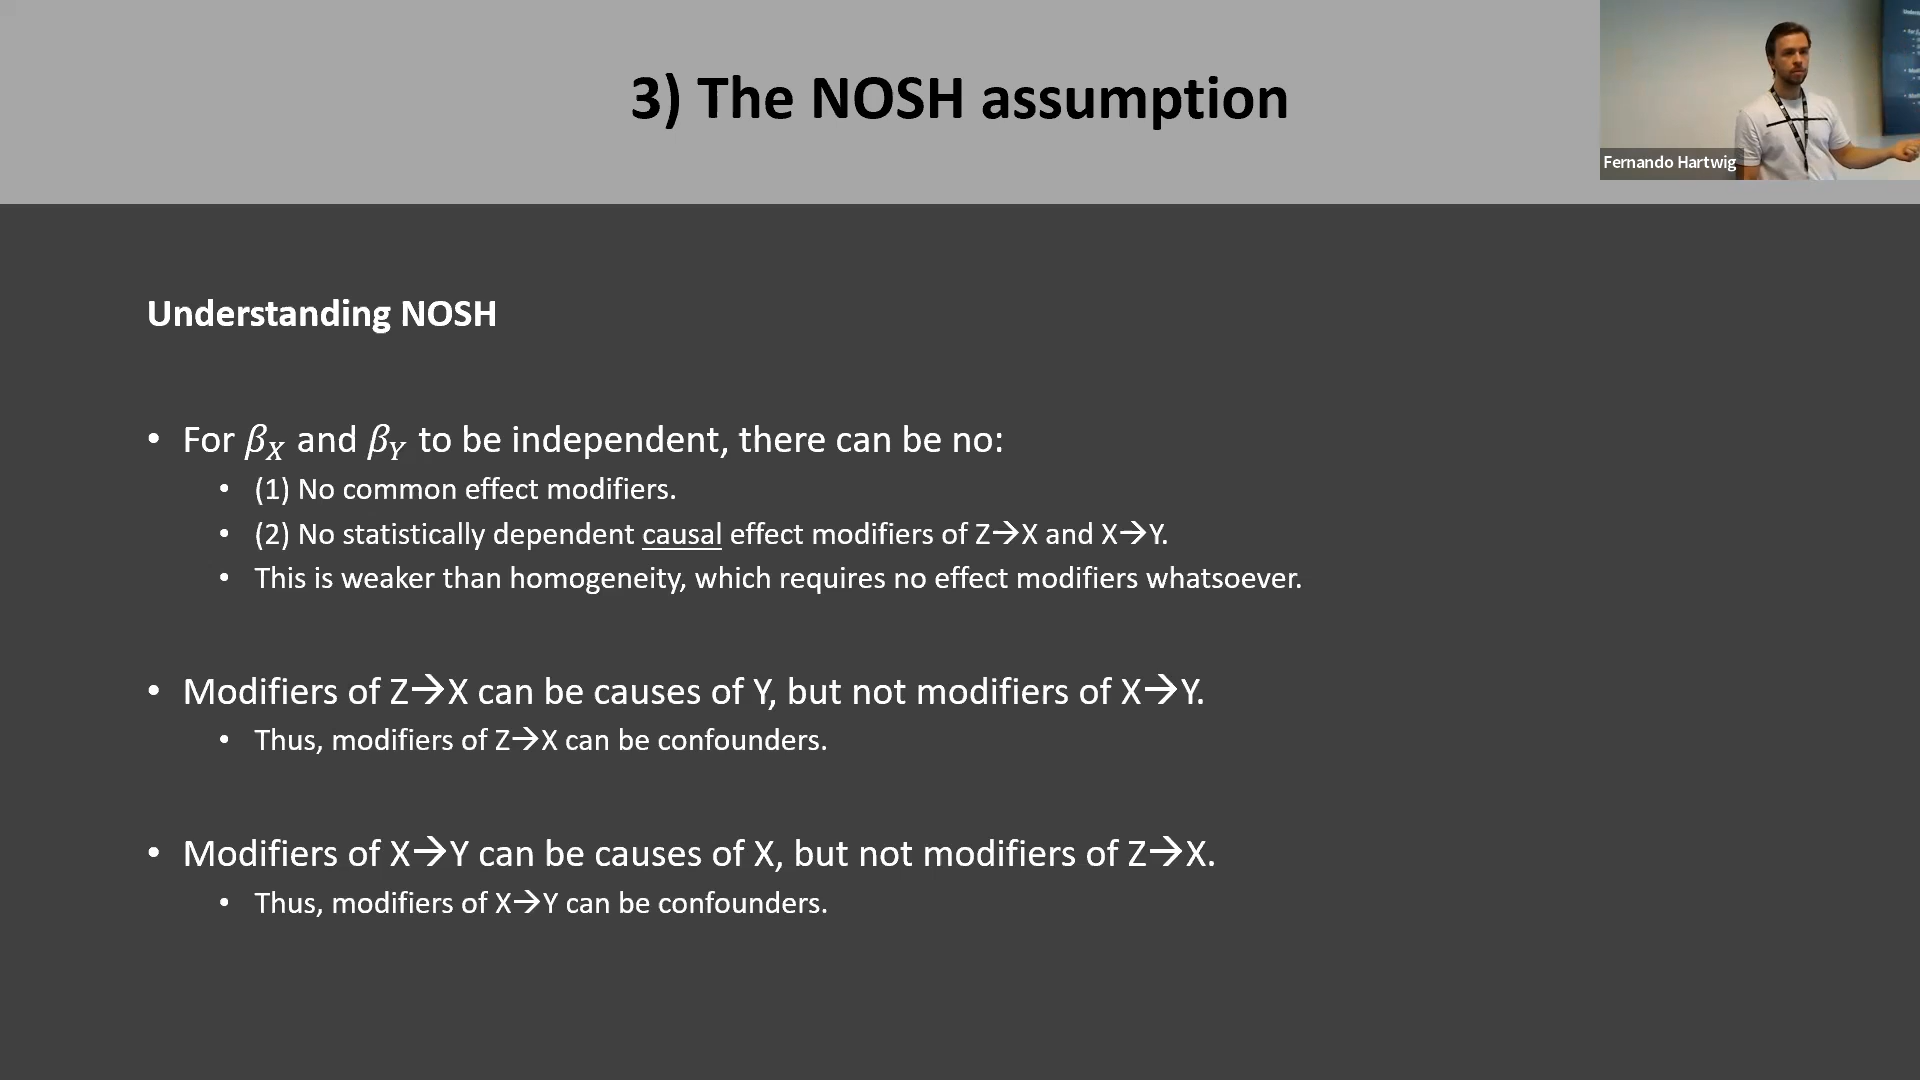 3) The NOSH assumption
Fernando Hartwig
Understanding NOSH
• For βX and βY to be independent, there can be no:
• (1) No common effect modifiers.
• (2) No statistically dependent causal effect modifiers of Z→X and X→Y.
• This is weaker than homogeneity, which requires no effect modifiers whatsoever.
• Modifiers of Z→X can be causes of Y, but not modifiers of X→Y.
• Thus, modifiers of Z→X can be confounders.
• Modifiers of X→Y can be causes of X, but not modifiers of Z→X.
• Thus, modifiers of X→Y can be confounders.